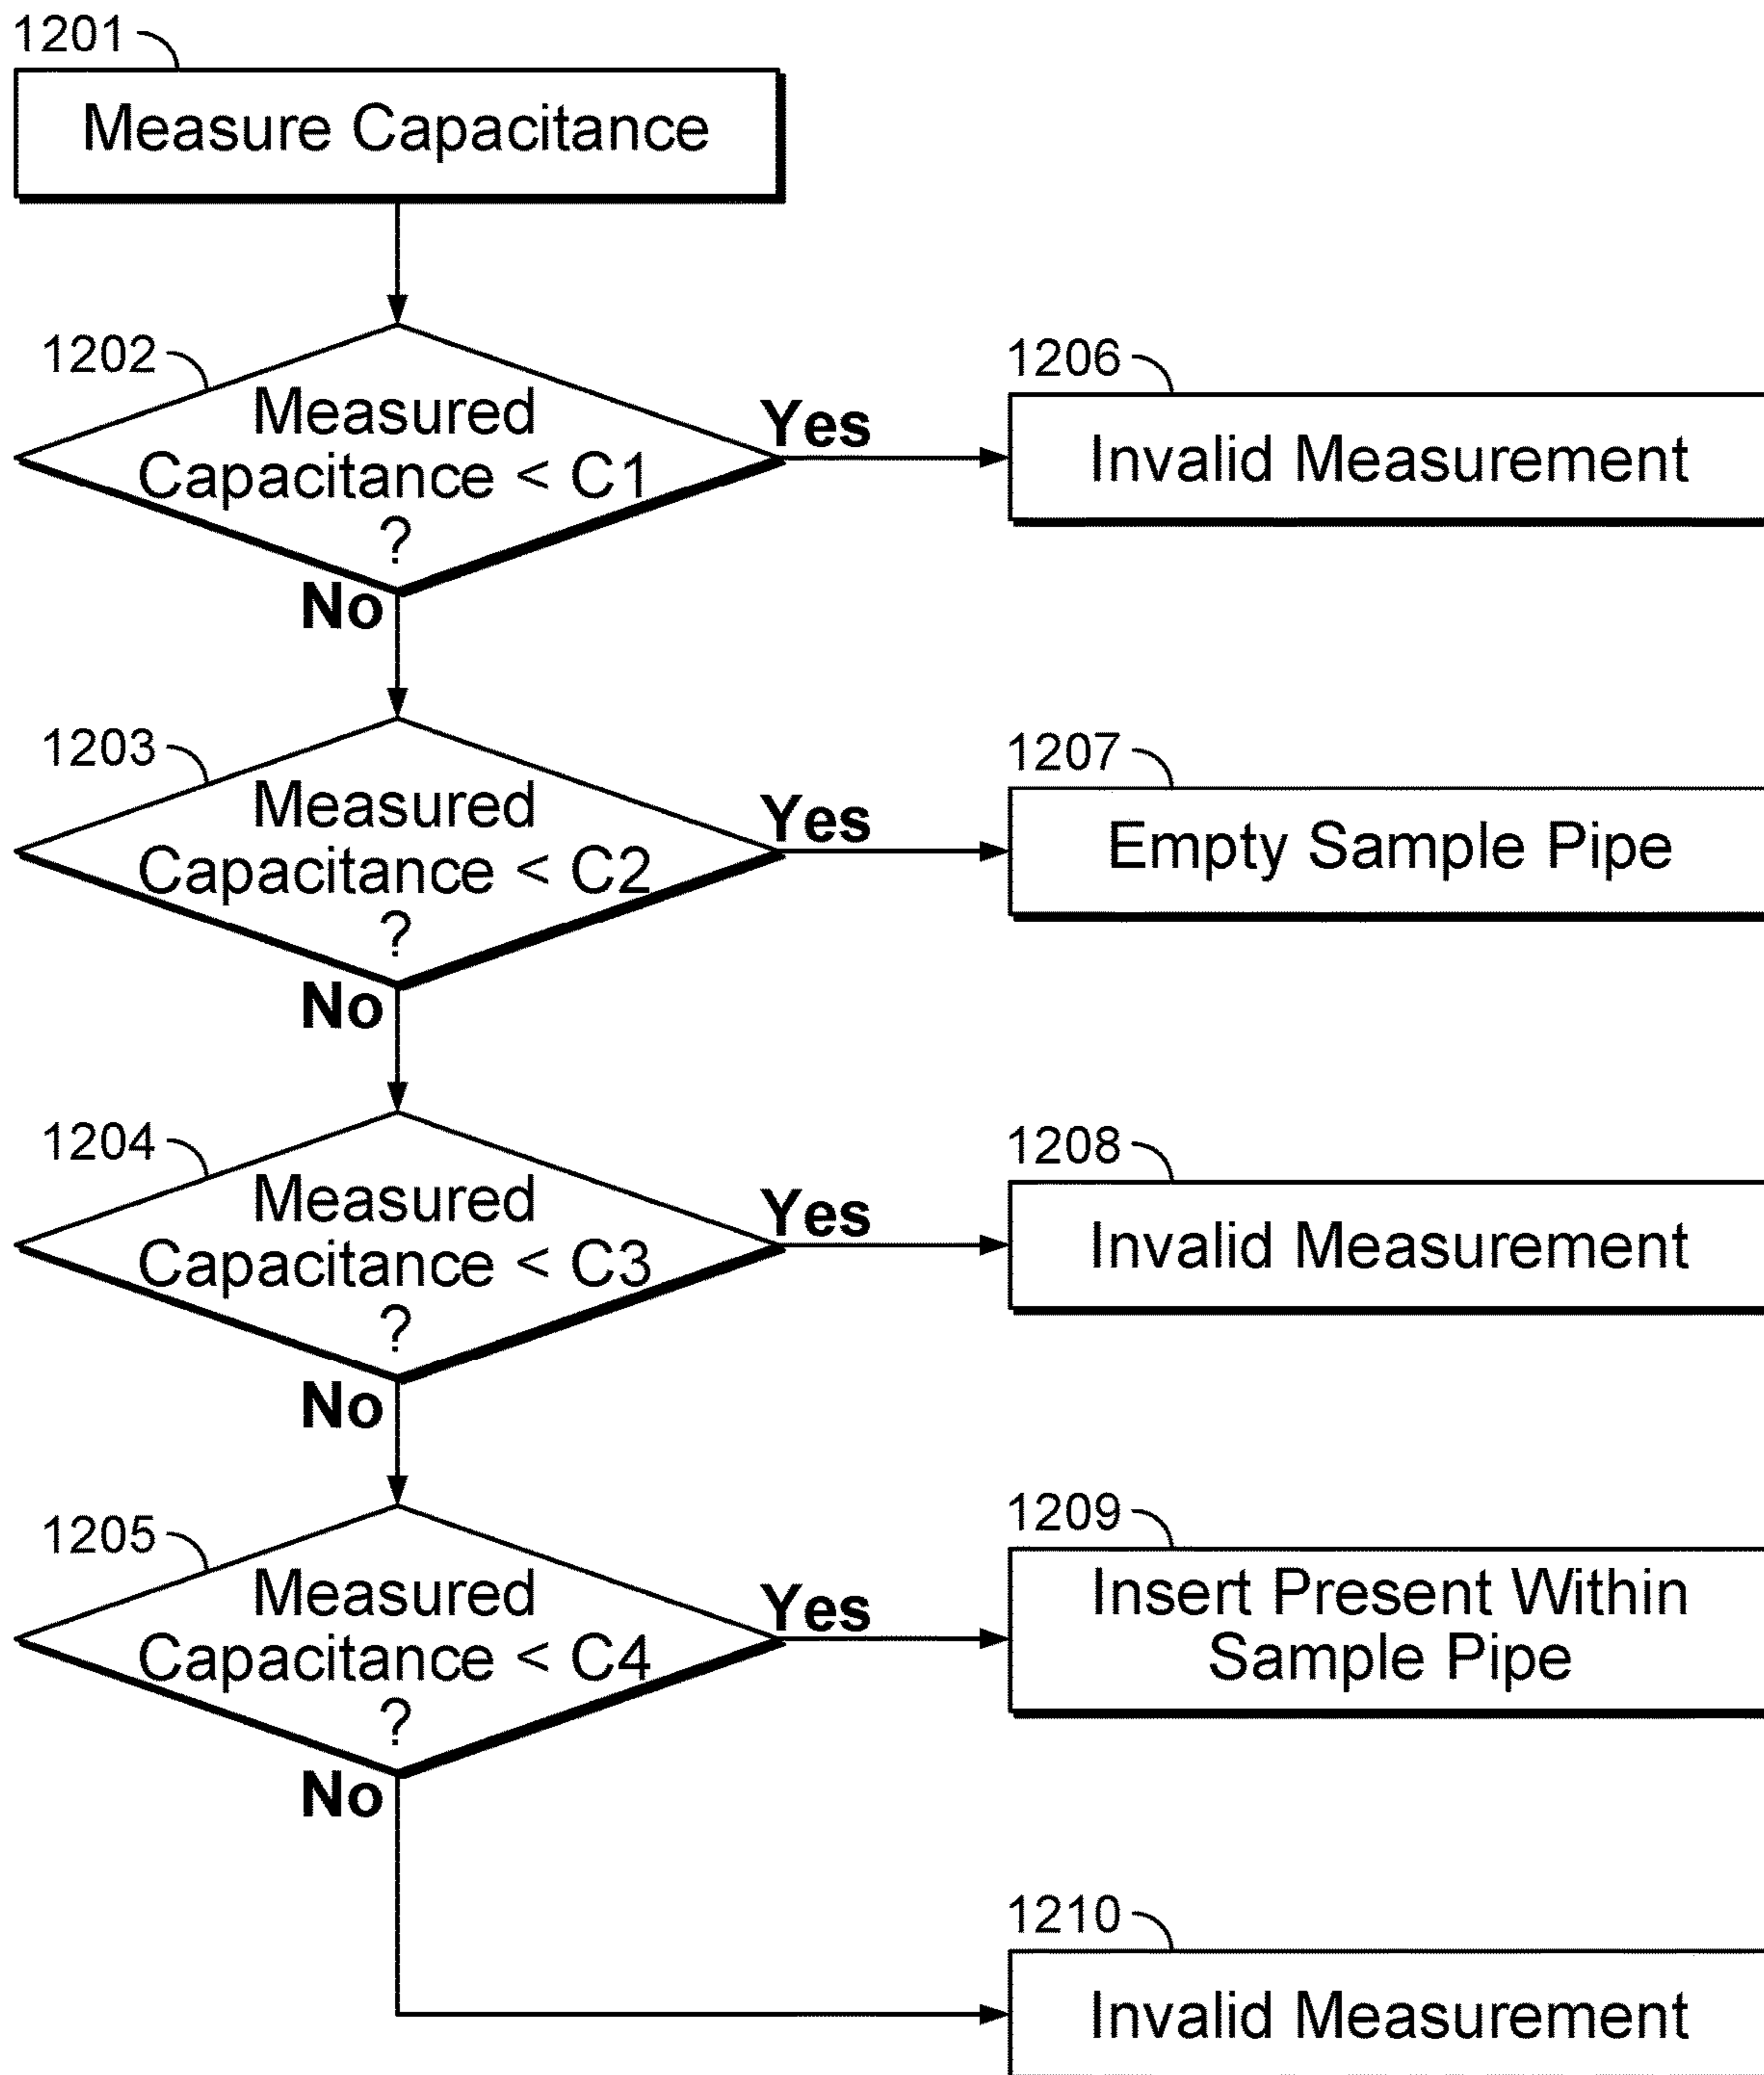 1201
Measure Capacitance
1202
Measured
Capacitance < C1
?
Yes
No
1206
Invalid Measurement
1203
Measured
Capacitance < C2
?
Yes
No
1207
Empty Sample Pipe
1204
Measured
Capacitance < C3
?
Yes
No
1208
Invalid Measurement
1205
Measured
Capacitance < C4
?
Yes
No
1209
Insert Present Within
Sample Pipe
1210
Invalid Measurement